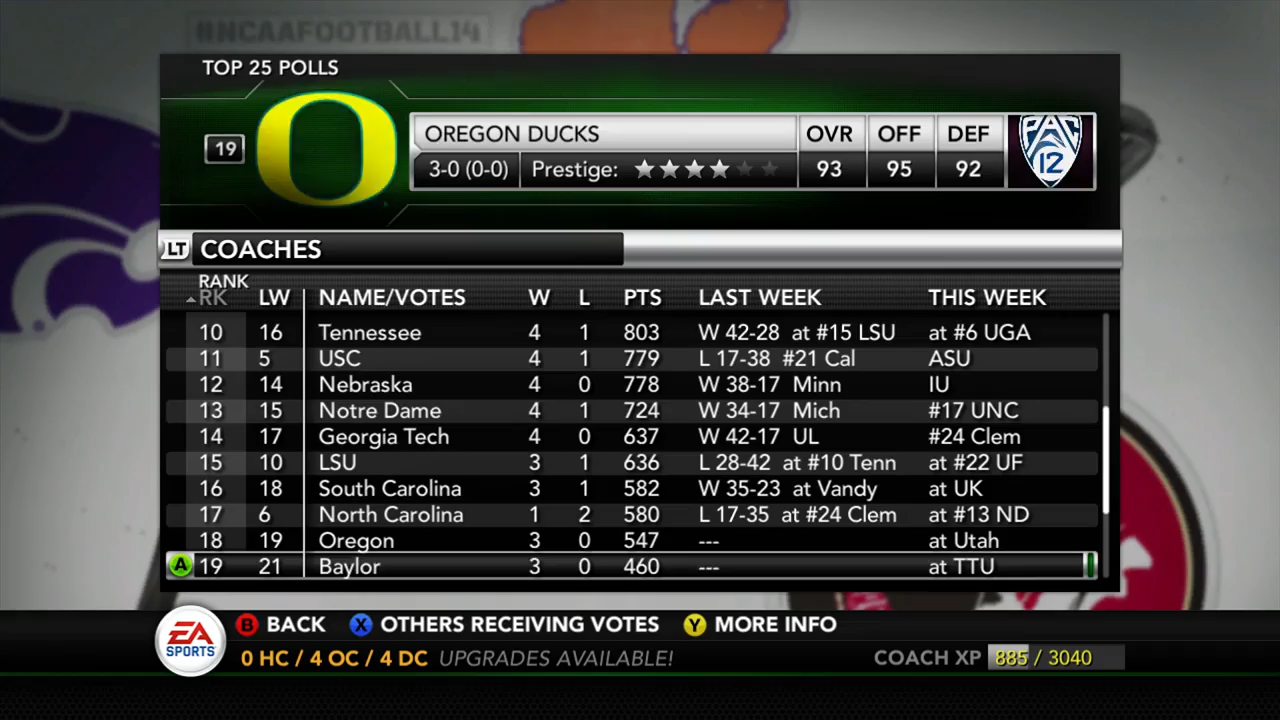 #NCAAFOOTBALL14
TOP 25 POLLS
19
OREGON DUCKS OVR OFF DEF
3-0 (0-0) Prestige: 93 95 92
PAC 12
LT COACHES
RANK
RK LW NAME/VOTES W L PTS LAST WEEK THIS WEEK
10 16 Tennessee 4 1 803 W 42-28 at #15 LSU at #6 UGA
11 5 USC 4 1 779 L 17-38 #21 Cal ASU
12 14 Nebraska 4 0 778 W 38-17 Minn IU
13 15 Notre Dame 4 1 724 W 34-17 Mich #17 UNC
14 17 Georgia Tech 4 0 637 W 42-17 UL #24 Clem
15 10 LSU 3 1 636 L 28-42 at #10 Tenn at #22 UF
16 18 South Carolina 3 1 582 W 35-23 at Vandy at UK
17 6 North Carolina 1 2 580 L 17-35 at #24 Clem at #13 ND
18 19 Oregon 3 0 547 --- at Utah
A 19 21 Baylor 3 0 460 --- at TTU
EA SPORTS
B BACK X OTHERS RECEIVING VOTES Y MORE INFO
0 HC / 4 OC / 4 DC UPGRADES AVAILABLE! COACH XP 885 / 3040